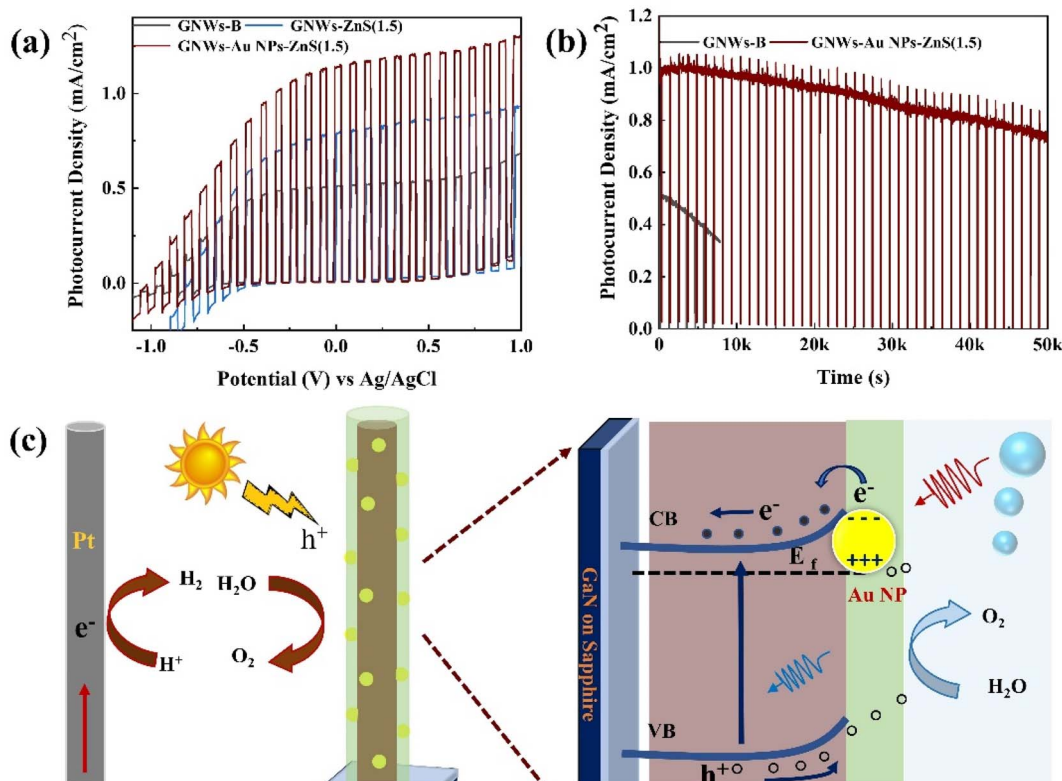 (a)
GNWs-B GNWs-ZnS(1.5)
GNWs-Au NPs-ZnS(1.5)
Photocurrent Density (mA/cm²)
1.0
0.5
0.0
-1.0 -0.5 0.0 0.5 1.0
Potential (V) vs Ag/AgCl
(b)
GNWs-B GNWs-Au NPs-ZnS(1.5)
Photocurrent Density (mA/cm²)
1.2
1.0
0.8
0.6
0.4
0.2
0.0
0 10k 20k 30k 40k 50k
Time (s)
(c)
Pt
e⁻
H₂
H⁺
h⁺
H₂O
O₂
GaN on Sapphire
CB
e⁻
e⁻
- - -
+++
E f
Au NP
VB
h⁺
O₂
H₂O